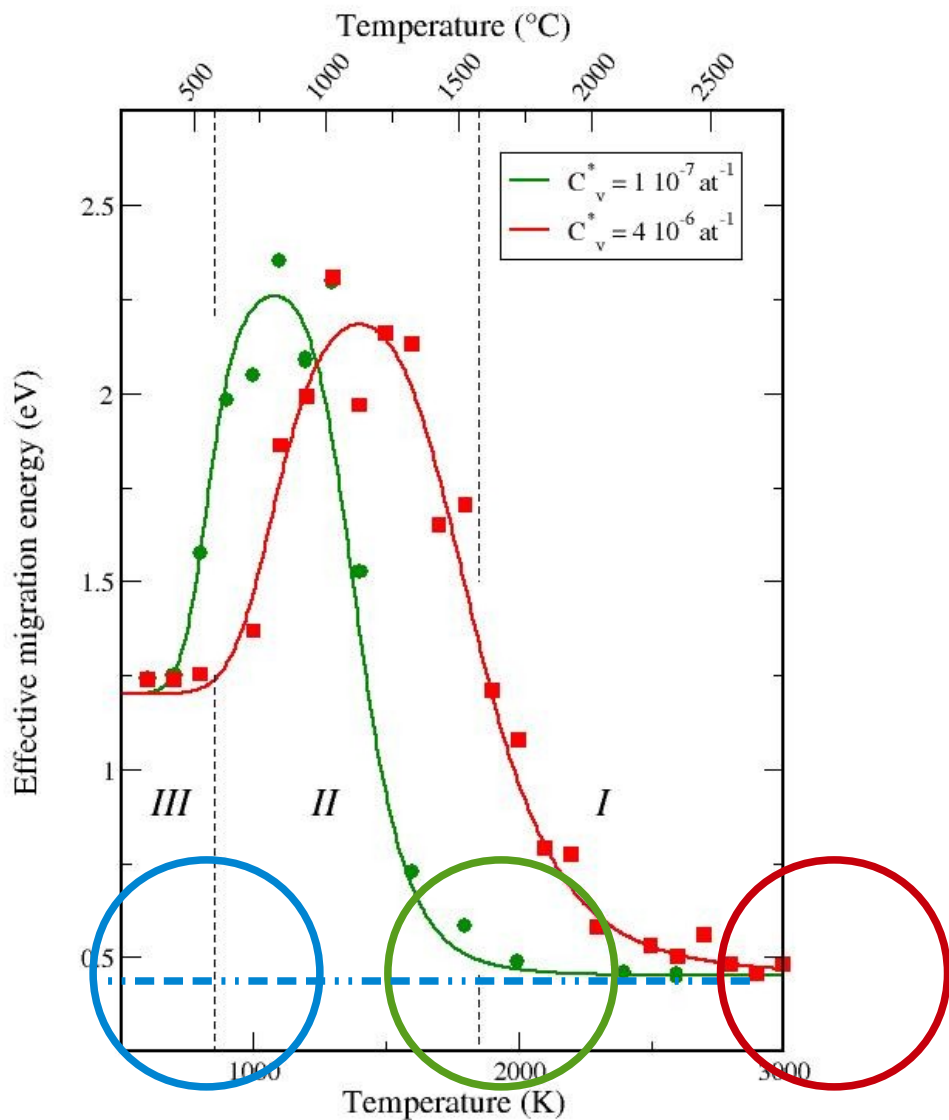 Temperature (°C)
500 1000 1500 2000 2500
C*v = 1 10-7 at-1
C*v = 4 10-6 at-1
2.5
2
1.5
1
0.5
Effective migration energy (eV)
III II I
1000 2000 3000
Temperature (K)